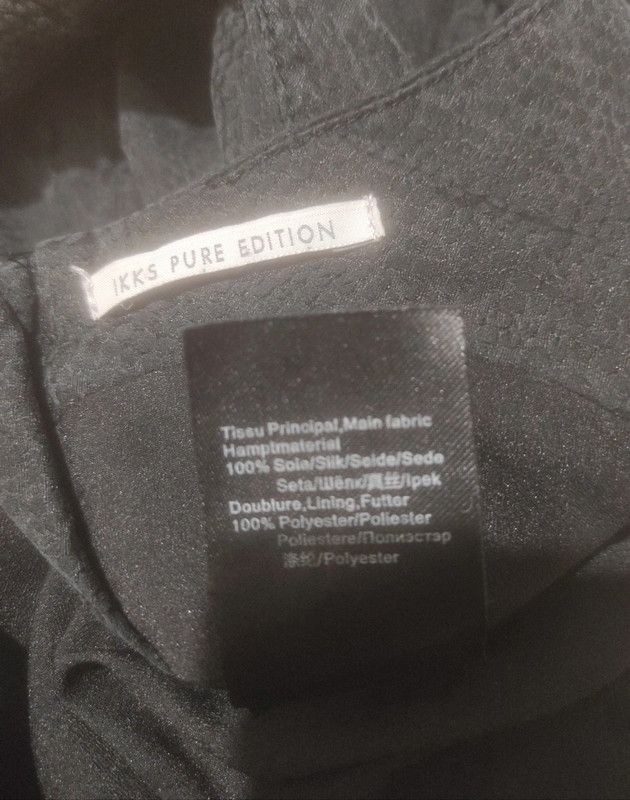 IKKS PURE EDITION
Tissu Principal,Main fabric
Hamptmaterial
100% Soie/Silk/Seide/Seda
Seta/Шёлк/真丝/Ipek
Doublure,Lining,Futter
100% Polyester/Poliester
Poliestere/Полиэстэр
涤纶/Polyester